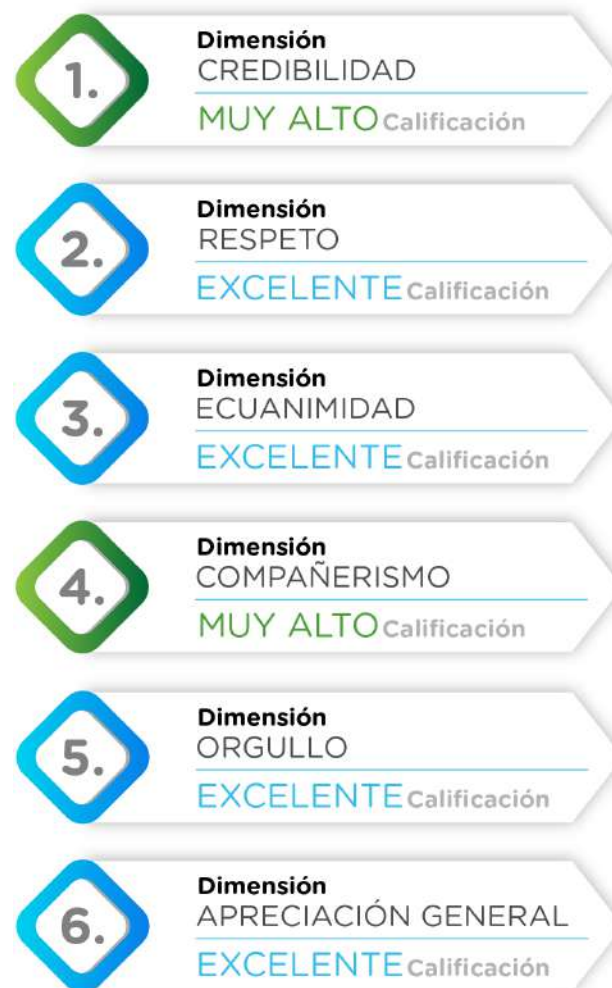 1.
Dimensión
CREDIBILIDAD
MUY ALTO Calificación
2.
Dimensión
RESPETO
EXCELENTE Calificación
3.
Dimensión
ECUANIMIDAD
EXCELENTE Calificación
4.
Dimensión
COMPAÑERISMO
MUY ALTO Calificación
5.
Dimensión
ORGULLO
EXCELENTE Calificación
6.
Dimensión
APRECIACIÓN GENERAL
EXCELENTE Calificación